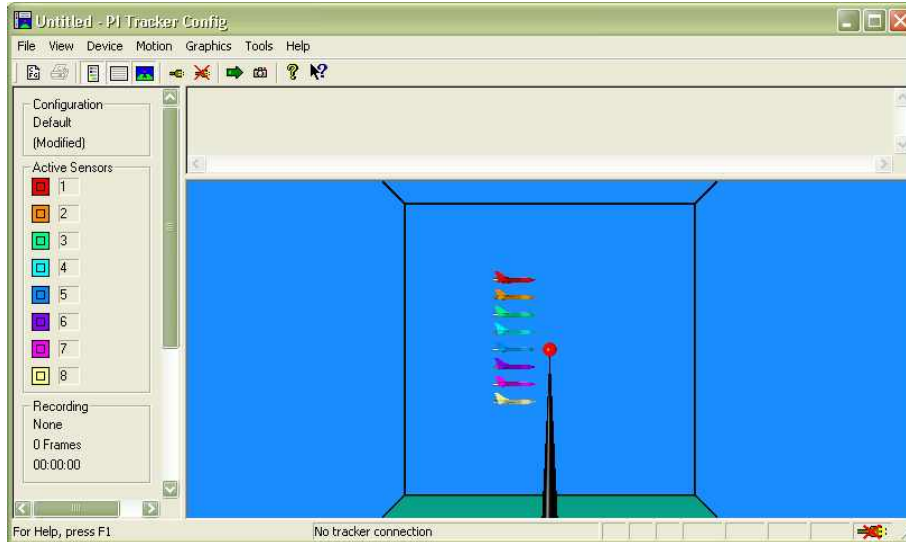 Untitled - PI Tracker Config
File View Device Motion Graphics Tools Help
Configuration
Default
(Modified)
Active Sensors
1
2
3
4
5
6
7
8
Recording
None
0 Frames
00:00:00
For Help, press F1
No tracker connection